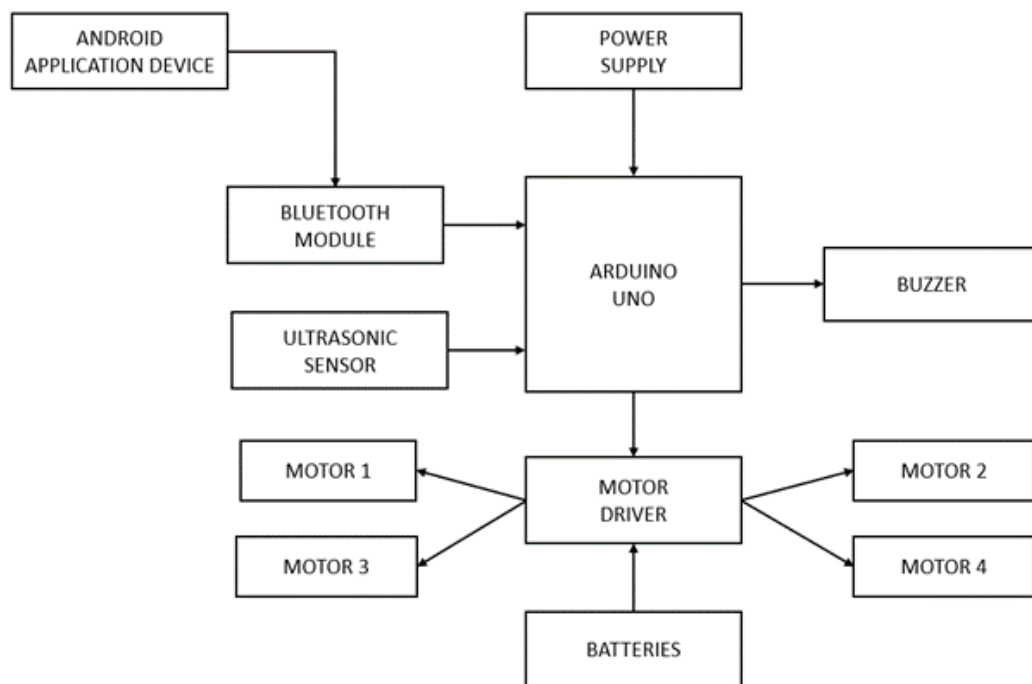 ANDROID
APPLICATION DEVICE
POWER
SUPPLY
BLUETOOTH
MODULE
ARDUINO
UNO
BUZZER
ULTRASONIC
SENSOR
MOTOR 1
MOTOR
DRIVER
MOTOR 2
MOTOR 3
MOTOR 4
BATTERIES